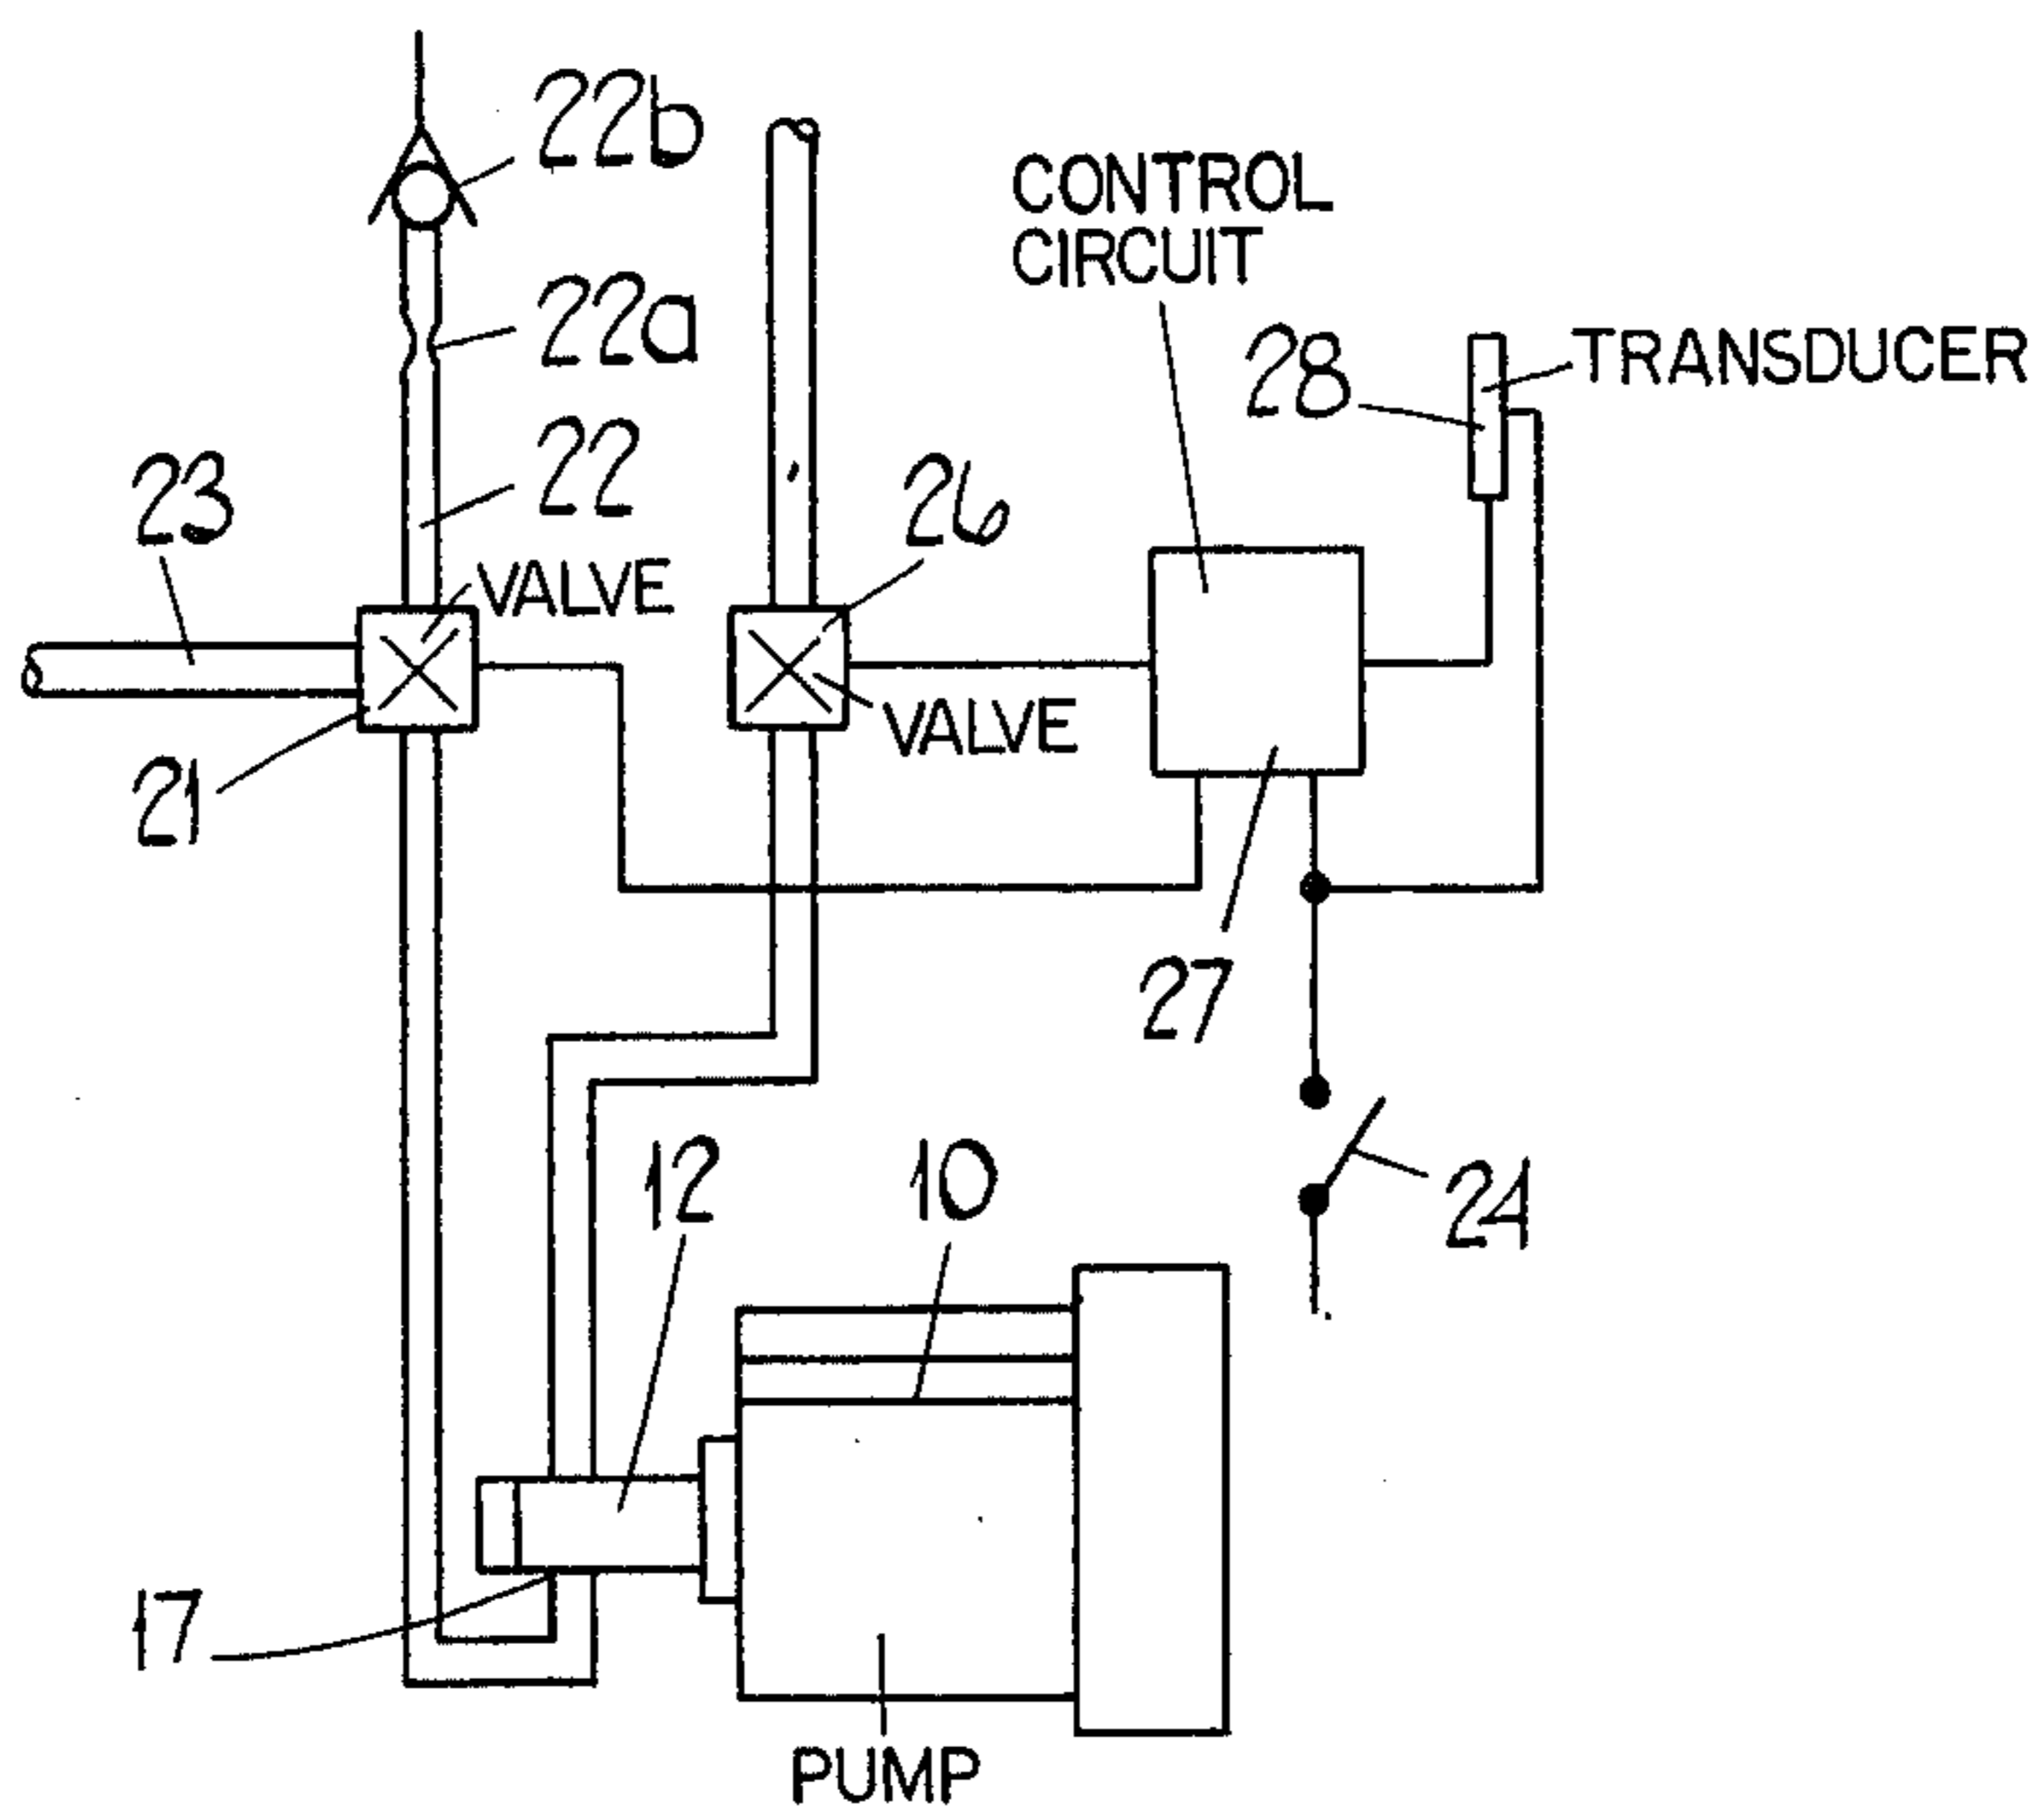 22b
CONTROL
CIRCUIT
22a
28
TRANSDUCER
22
23
26
VALVE
VALVE
21
27
12
10
24
17
PUMP